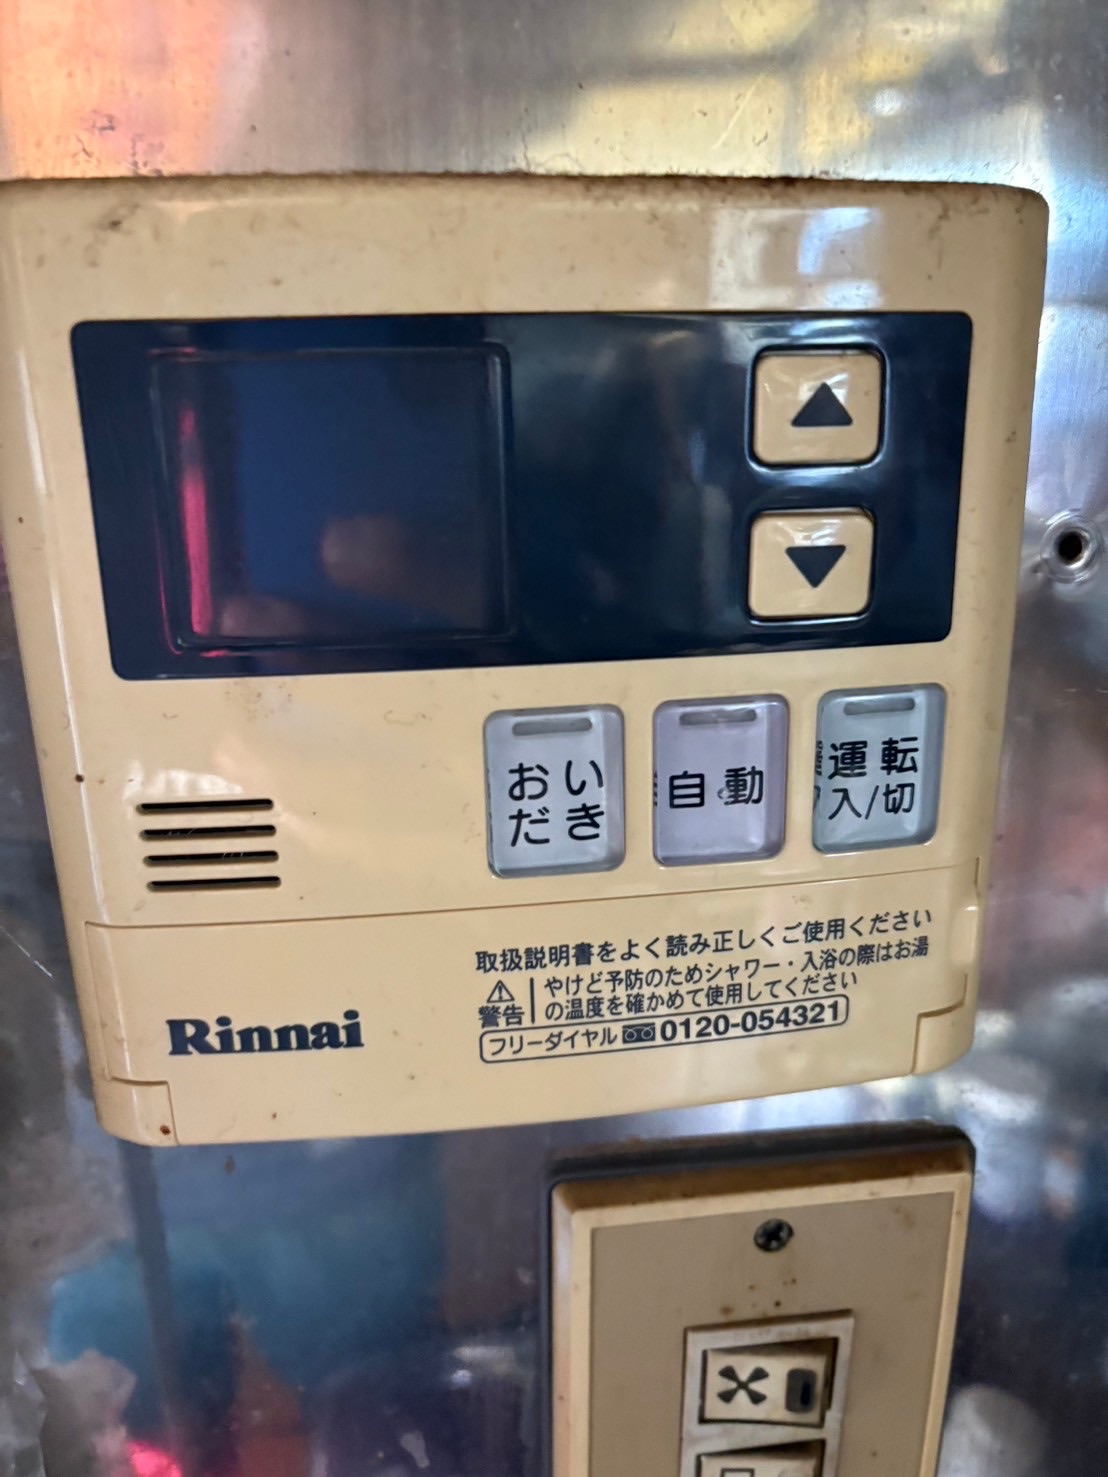 おい
だき
自動
運転
入/切
取扱説明書をよく読み正しくご使用ください
警告
やけど予防のためシャワー・入浴の際はお湯
の温度を確かめて使用してください
フリーダイヤル 0120-054321
Rinnai